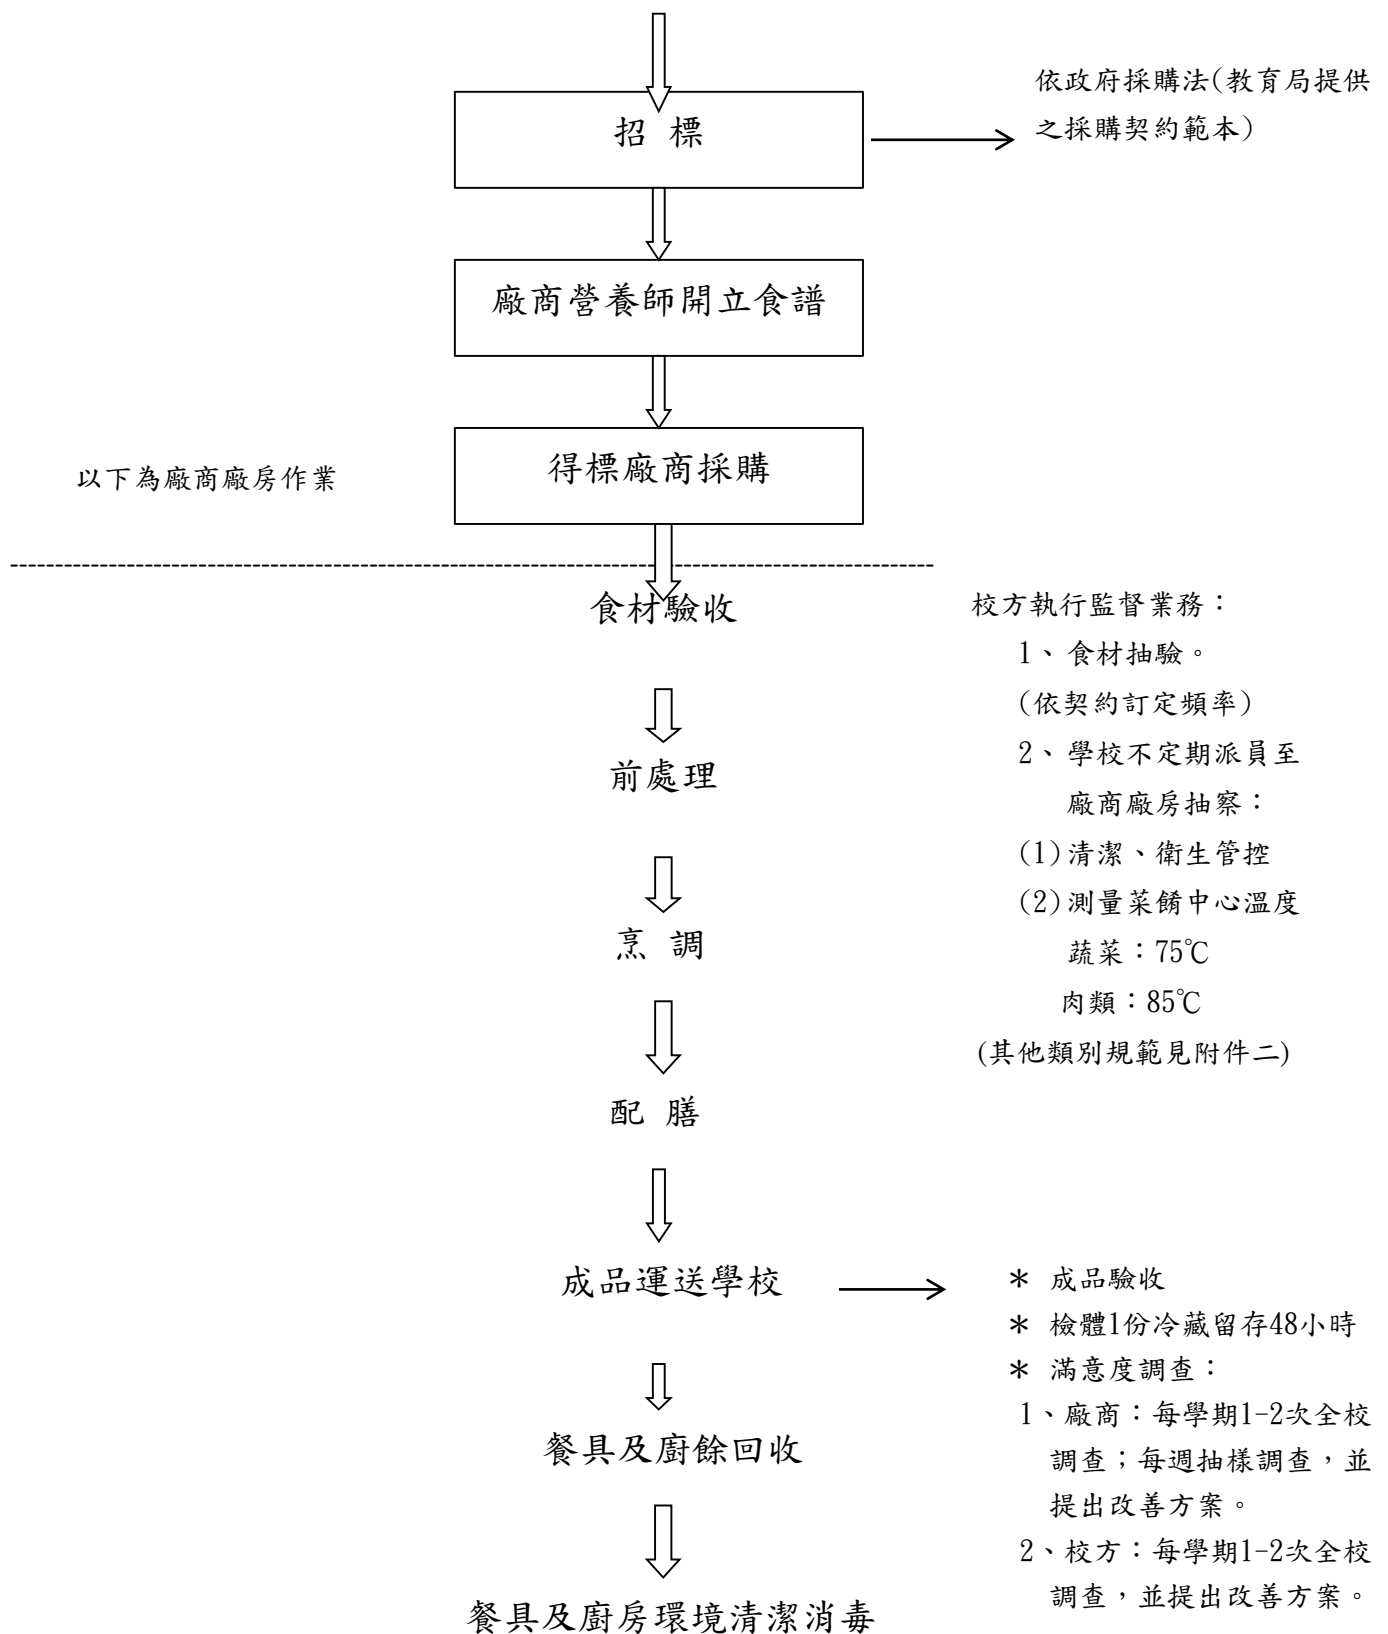 依政府採購法(教育局提供
之採購契約範本)
招 標
廠商營養師開立食譜
得標廠商採購
以下為廠商廠房作業
食材驗收
校方執行監督業務：
1、食材抽驗。
(依契約訂定頻率)
2、學校不定期派員至
廠商廠房抽察：
(1)清潔、衛生管控
(2)測量菜餚中心溫度
蔬菜：75℃
肉類：85℃
(其他類別規範見附件二)
前處理
烹 調
配 膳
成品運送學校
＊ 成品驗收
＊ 檢體1份冷藏留存48小時
＊ 滿意度調查：
1、廠商：每學期1-2次全校
調查；每週抽樣調查，並
提出改善方案。
2、校方：每學期1-2次全校
調查，並提出改善方案。
餐具及廚餘回收
餐具及廚房環境清潔消毒